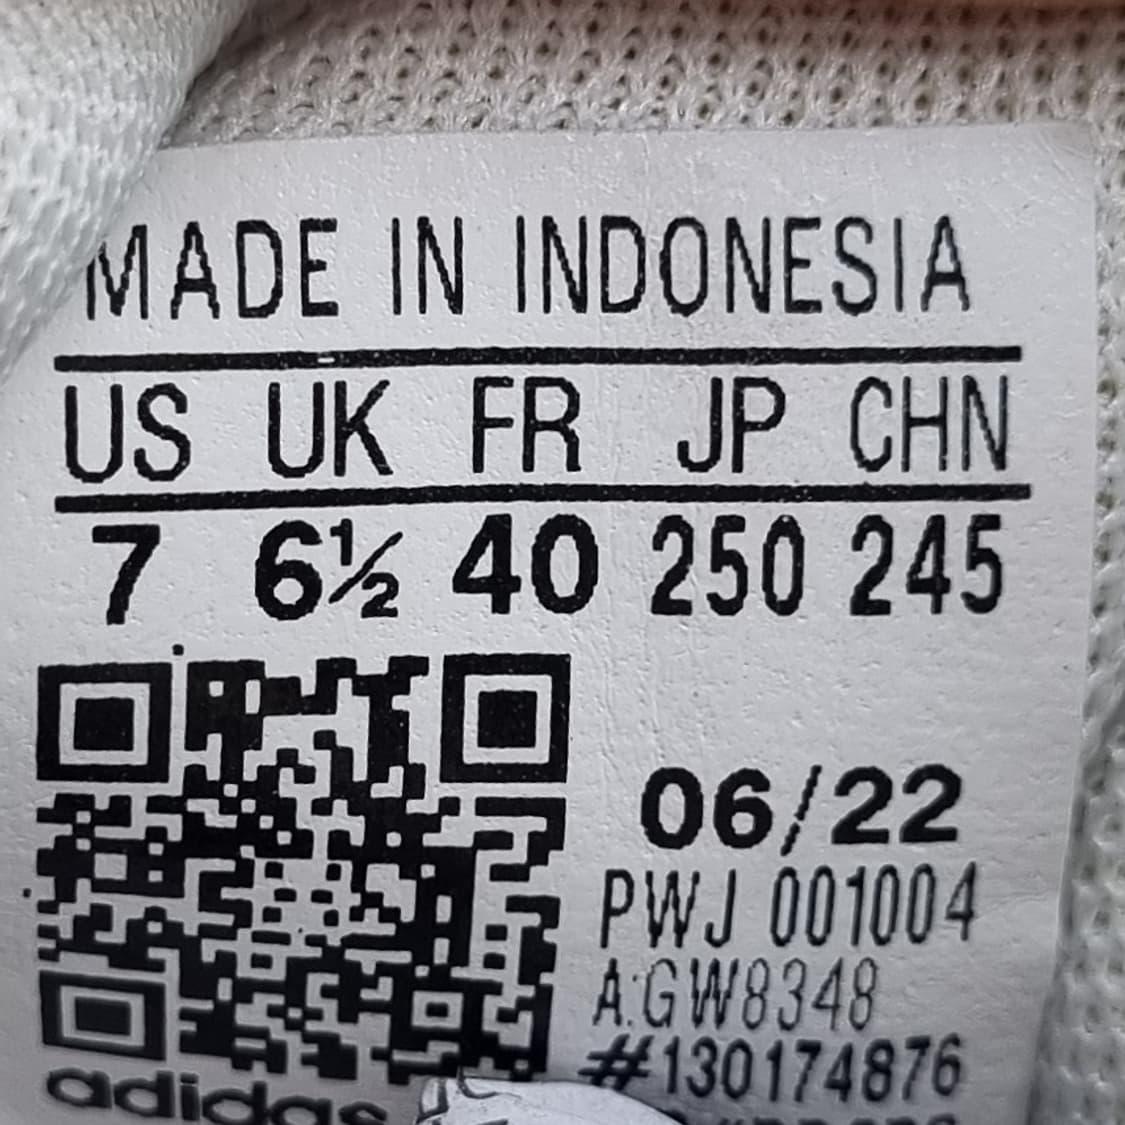 MADE IN INDONESIA
US UK FR JP CHN
7 6½ 40 250 245
06/22
PWJ 001004
A:GW8348
#130174876
adidas